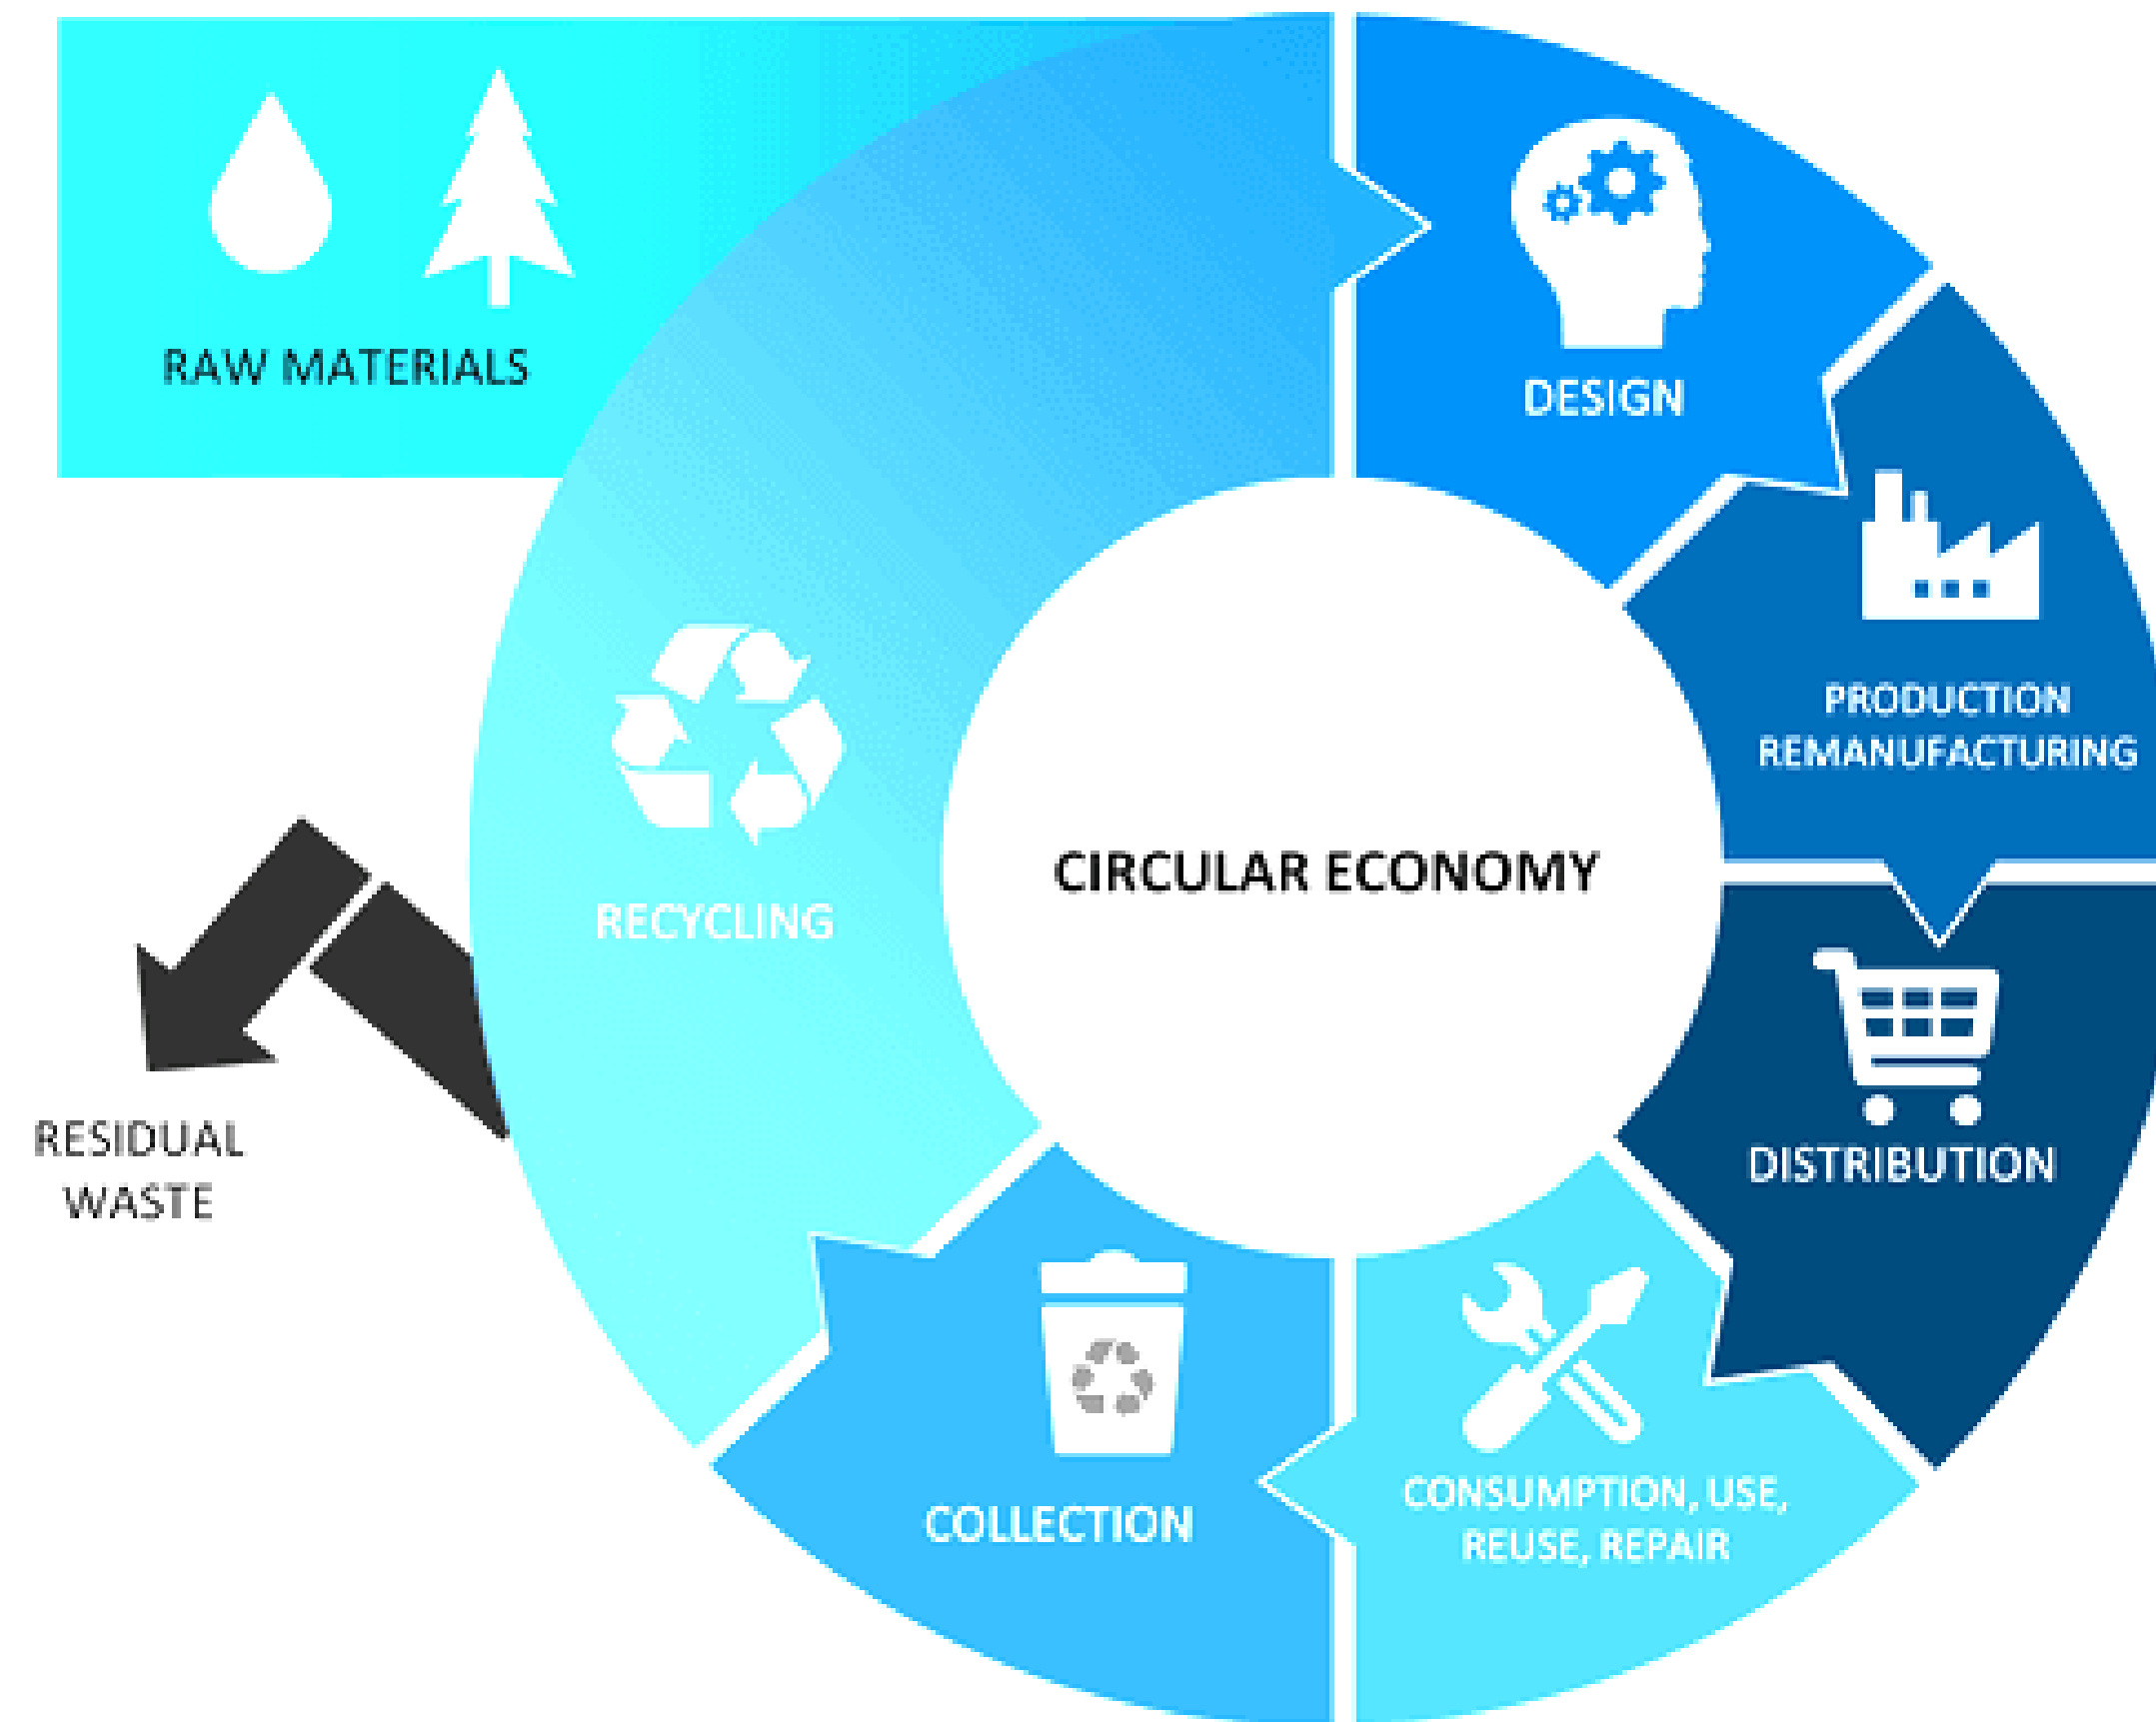 RAW MATERIALS
DESIGN
PRODUCTION
REMANUFACTURING
CIRCULAR ECONOMY
RECYCLING
DISTRIBUTION
RESIDUAL
WASTE
CONSUMPTION, USE,
REUSE, REPAIR
COLLECTION